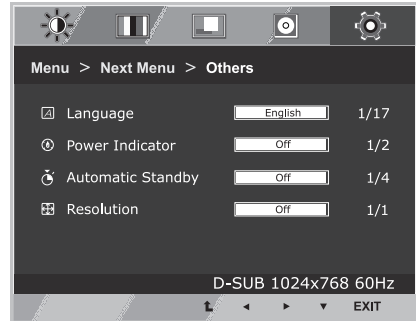 Menu > Next Menu > Others
Language English 1/17
Power Indicator Off 1/2
Automatic Standby Off 1/4
Resolution Off 1/1
D-SUB 1024x768 60Hz
EXIT